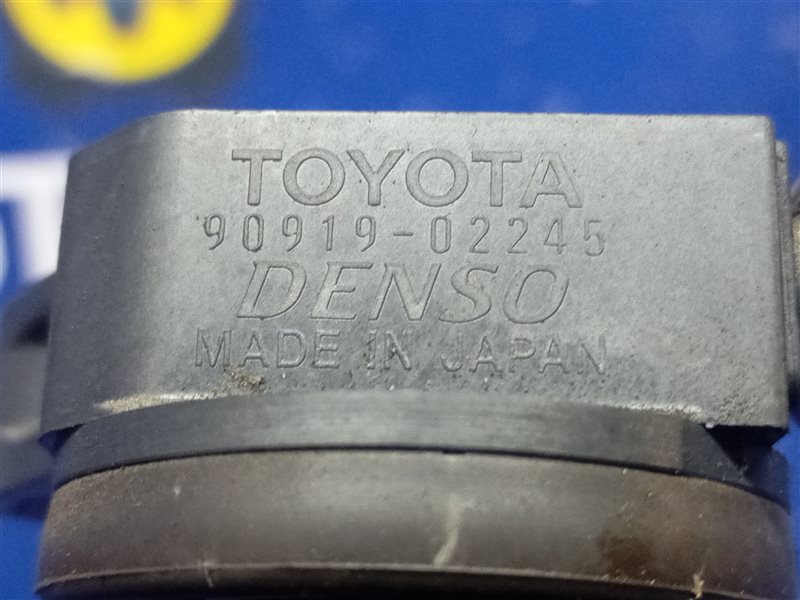 TOYOTA
90919-02245
DENSO
MADE IN JAPAN